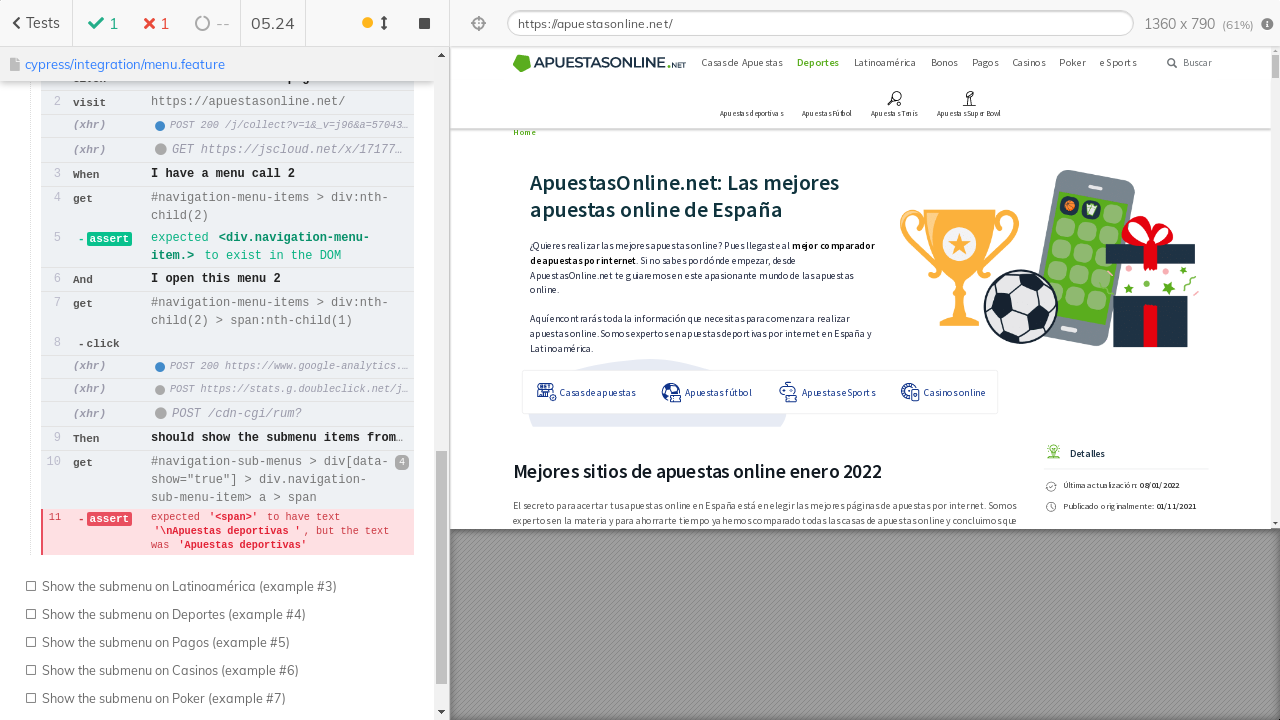 Tests
1
1
--
05.24
https://apuestasonline.net/
1360 x 790 (61%)
cypress/integration/menu.feature
2 visit https://apuestasonline.net/
(xhr) POST 200 /j/collect?v=1&_v=j96&a=57043…
(xhr) GET https://jscloud.net/x/17177…
3 When I have a menu call 2
4 get #navigation-menu-items > div:nth-
child(2)
5 - assert expected <div.navigation-menu-
item.> to exist in the DOM
6 And I open this menu 2
7 get #navigation-menu-items > div:nth-
child(2) > span:nth-child(1)
8 - click
(xhr) POST 200 https://www.google-analytics.…
(xhr) POST https://stats.g.doubleclick.net/j…
(xhr) POST /cdn-cgi/rum?
9 Then should show the submenu items from…
10 get #navigation-sub-menus > div[data- 4
show="true"] > div.navigation-
sub-menu-item> a > span
11 - assert expected '<span>' to have text
'\nApuestas deportivas ', but the text
was 'Apuestas deportivas'
Show the submenu on Latinoamérica (example #3)
Show the submenu on Deportes (example #4)
Show the submenu on Pagos (example #5)
Show the submenu on Casinos (example #6)
Show the submenu on Poker (example #7)
APUESTASONLINE.NET
Casas de Apuestas Deportes Latinoamérica Bonos Pagos Casinos Poker eSports Buscar
Apuestas deportivas Apuestas Fútbol Apuestas Tenis Apuestas Super Bowl
Home
ApuestasOnline.net: Las mejores
apuestas online de España
¿Quieres realizar las mejores apuestas online? Pues llegaste al mejor comparador
de apuestas por internet. Si no sabes por dónde empezar, desde
ApuestasOnline.net te guiaremos en este apasionante mundo de las apuestas
online.
Aquí encontrarás toda la información que necesitas para comenzar a realizar
apuestas online. Somos expertos en apuestas deportivas por internet en España y
Latinoamérica.
Casas de apuestas Apuestas fútbol Apuestas eSports Casinos online
Mejores sitios de apuestas online enero 2022
El secreto para acertar tus apuestas online en España está en elegir las mejores páginas de apuestas por internet. Somos
expertos en la materia y para ahorrarte tiempo ya hemos comparado todas las casas de apuestas online y concluimos que
Detalles
Última actualización: 08/01/2022
Publicado originalmente: 01/11/2021